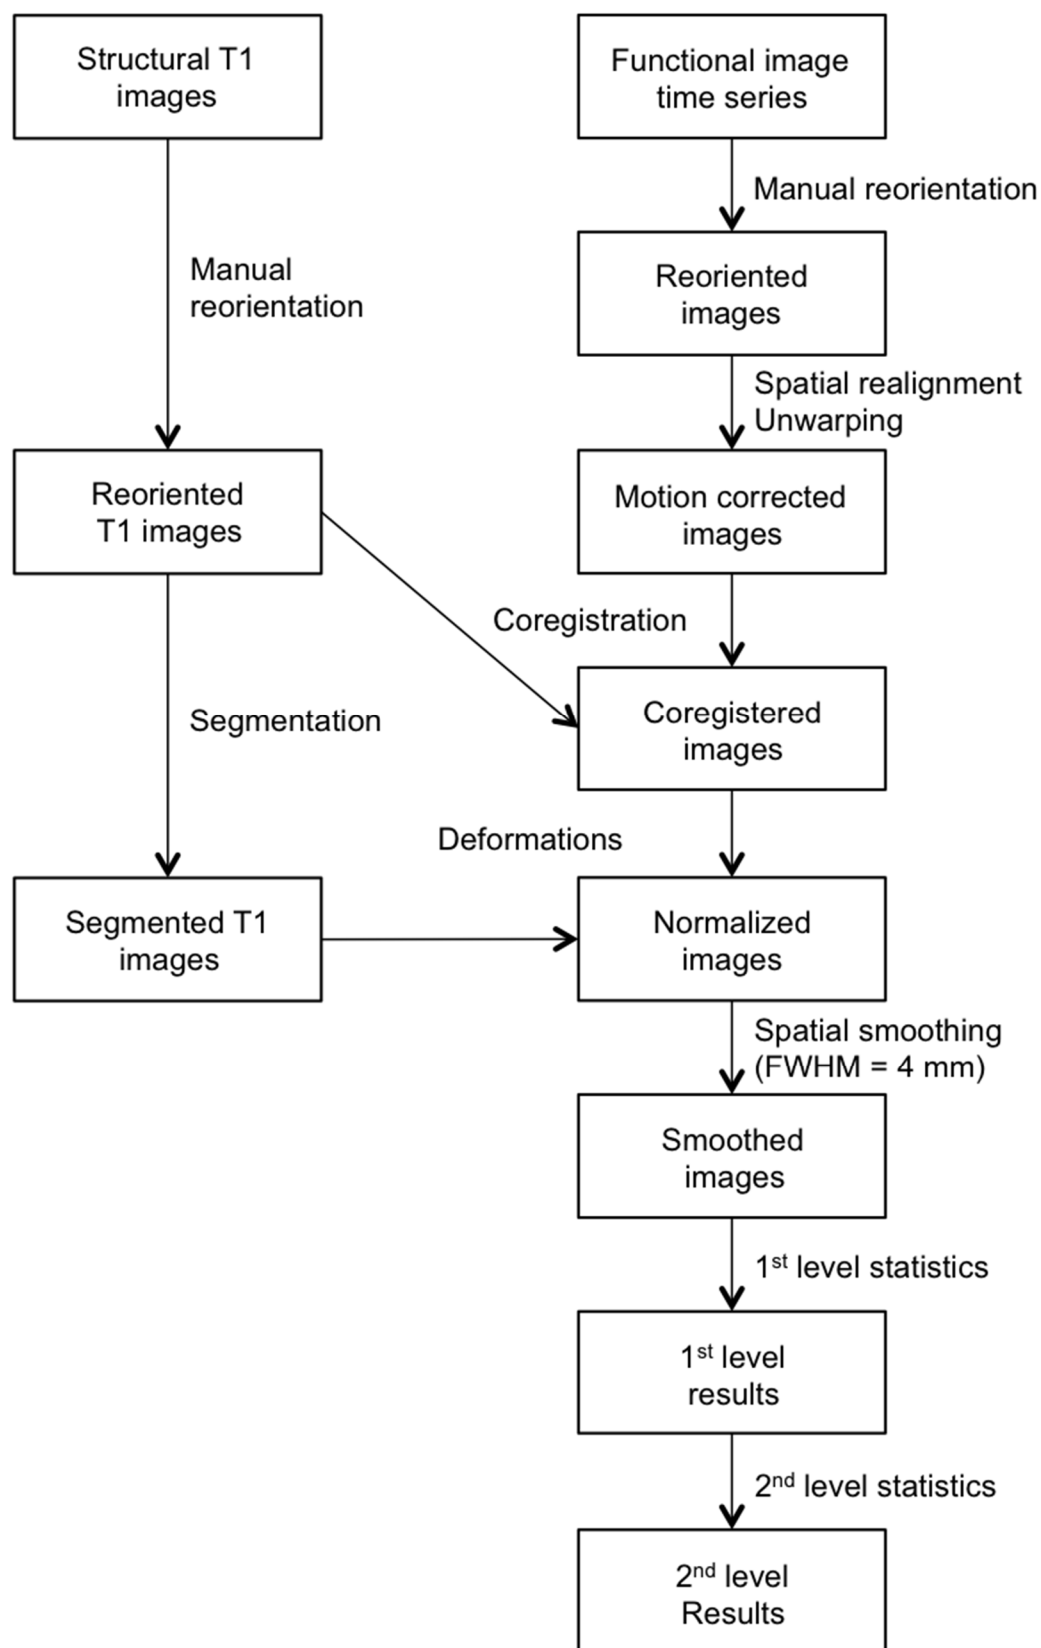 Structural T1
images
Functional image
time series
Manual reorientation
Manual
reorientation
Reoriented
images
Spatial realignment
Unwarping
Reoriented
T1 images
Motion corrected
images
Coregistration
Segmentation
Coregistered
images
Deformations
Segmented T1
images
Normalized
images
Spatial smoothing
(FWHM = 4 mm)
Smoothed
images
1st level statistics
1st level
results
2nd level statistics
2nd level
Results